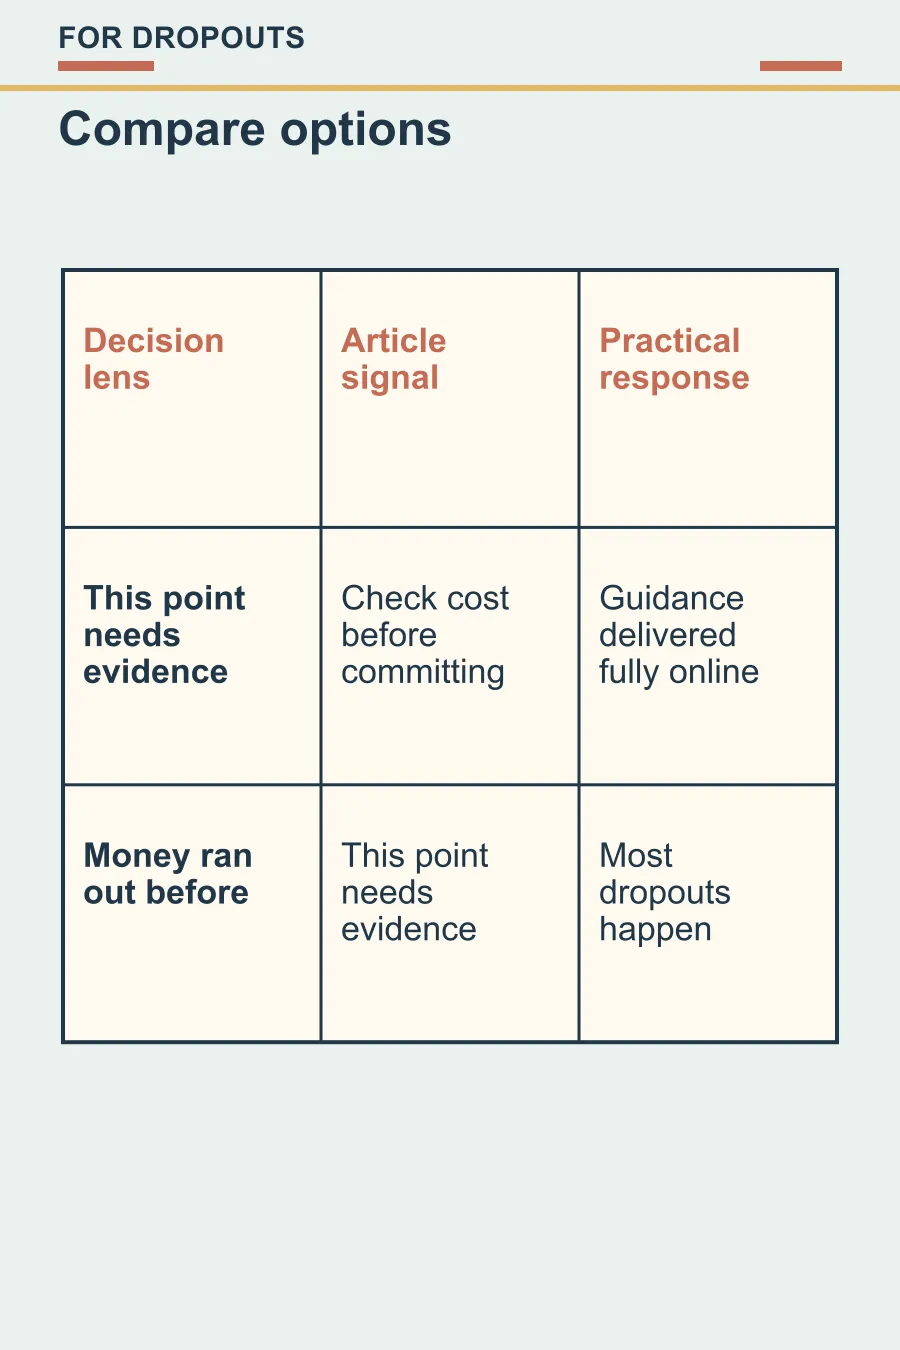 FOR DROPOUTS
Compare options
Decision
lens
Article
signal
Practical
response
This point
needs
evidence
Check cost
before
committing
Guidance
delivered
fully online
Money ran
out before
This point
needs
evidence
Most
dropouts
happen